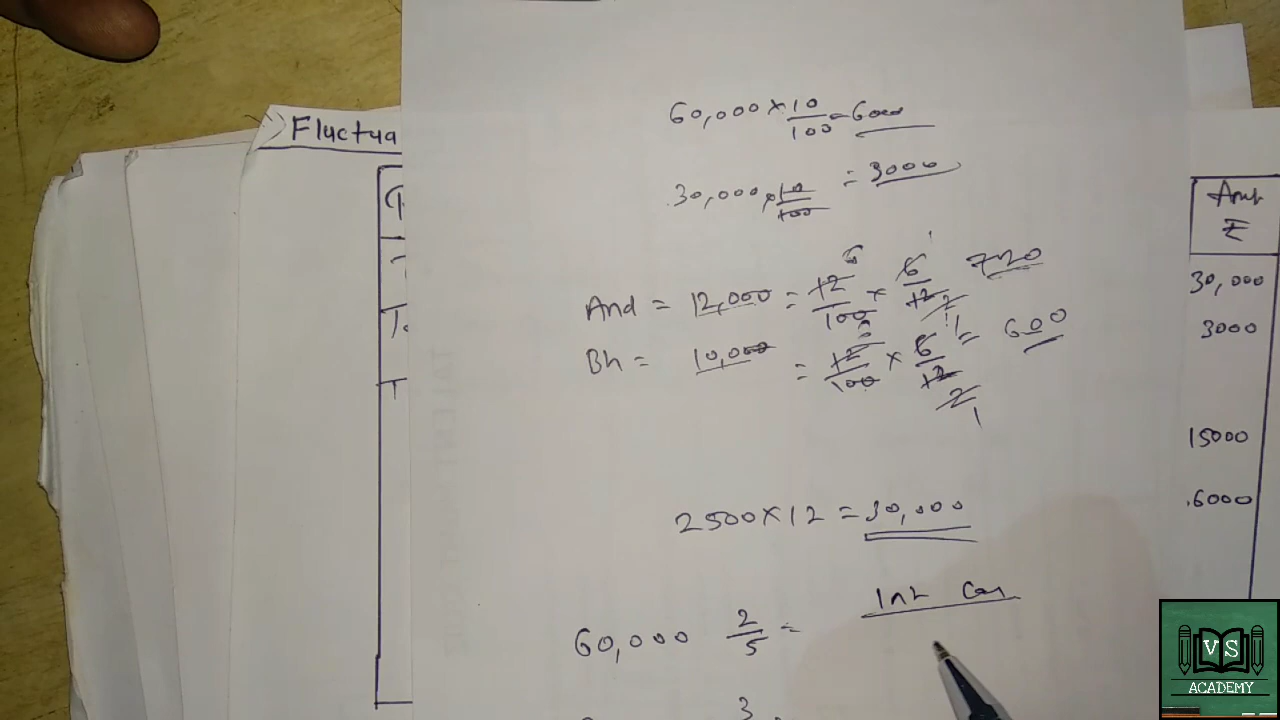 60,000 × 10/100 = 6000
30,000 × 10/100 = 3000
And = 12,000 = 12/100 × 6/12 720
Bh = 10,000 = 12/100 × 6/12 = 600
2500 × 12 = 30,000
Int Cap
60,000 2/5 =
3
Fluctua
Amt
₹
30,000
3000
15000
6000
VS
ACADEMY